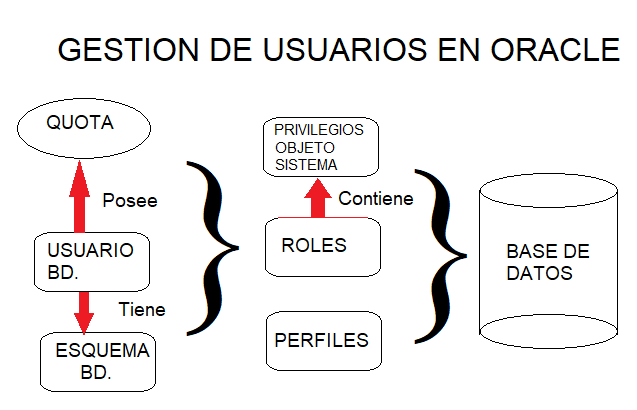 GESTION DE USUARIOS EN ORACLE
QUOTA
Posee
USUARIO
BD.
Tiene
ESQUEMA
BD.
PRIVILEGIOS
OBJETO
SISTEMA
Contiene
ROLES
PERFILES
BASE DE
DATOS